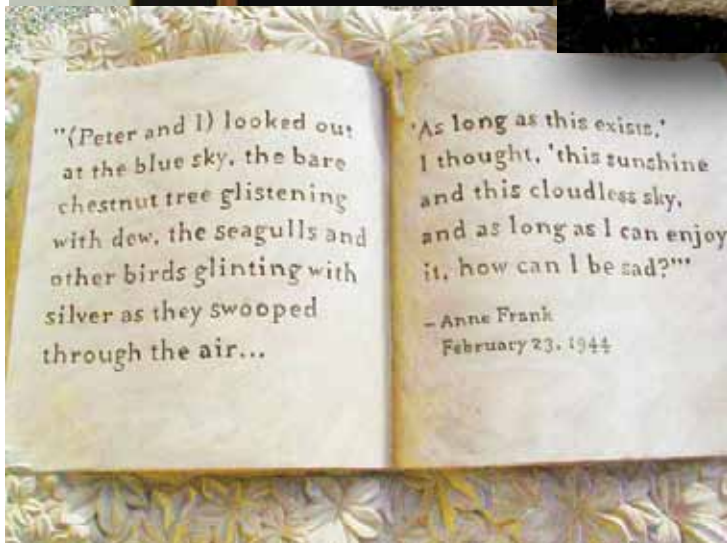 "(Peter and I) looked out
at the blue sky, the bare
chestnut tree glistening
with dew, the seagulls and
other birds glinting with
silver as they swooped
through the air...
'As long as this exists,'
I thought, 'this sunshine
and this cloudless sky,
and as long as I can enjoy
it, how can I be sad?'"
– Anne Frank
February 23, 1944